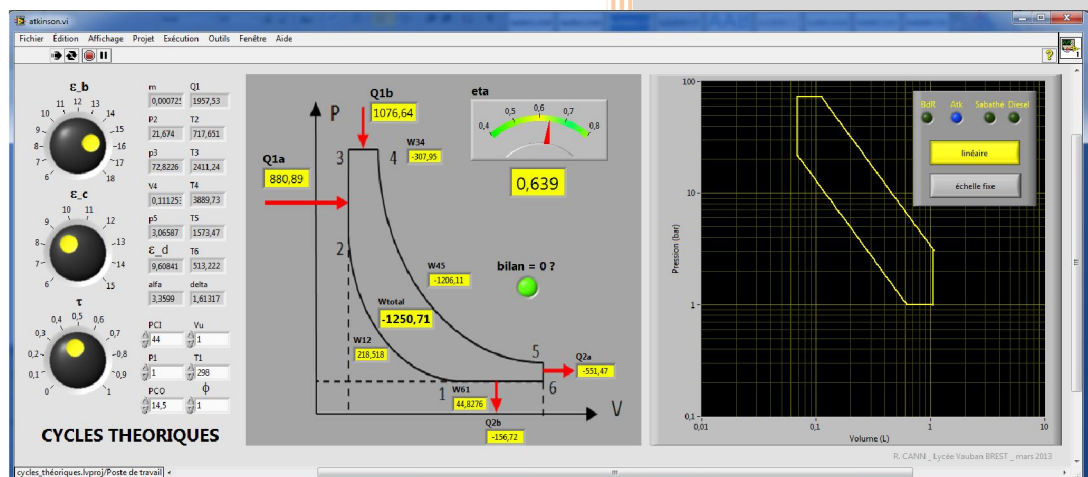 atkinson.vi
Fichier Édition Affichage Projet Exécution Outils Fenêtre Aide
ε_b
6 7 8 9 10 11 12 13 14 15 16 17 18
ε_c
6 7 8 9 10 11 12 13 14 15
τ
0 0,1 0,2 0,3 0,4 0,5 0,6 0,7 0,8 0,9 1
m Q1
1957,53
P2 T2
21,674 717,651
p3 T3
72,8226 2411,24
V4 T4
3889,73
p5 T5
3,06587 1573,47
ε_d T6
9,60841 513,222
alfa delta
3,3599 1,61317
PCI Vu
44 1
P1 T1
1 298
PCO ϕ
14,5 1
CYCLES THEORIQUES
P
Q1b
1076,64
Q1a
880,89
3 4
W34
-307,95
2
W45
-1206,11
Wtotal
-1250,71
W12
218,518
1
W61
44,8276
5
6
Q2a
-551,47
V
Q2b
-156,72
eta
0,4 0,5 0,6 0,7 0,8
0,639
bilan = 0 ?
BdR Atk Sabathé Diesel
linéaire
échelle fixe
Pression (bar)
100
10
1
0,1
0,01 0,1 1 10
Volume (L)
R. CANN _ Lycée Vauban BREST _ mars 2013
cycles_théoriques.lvproj/Poste de travail